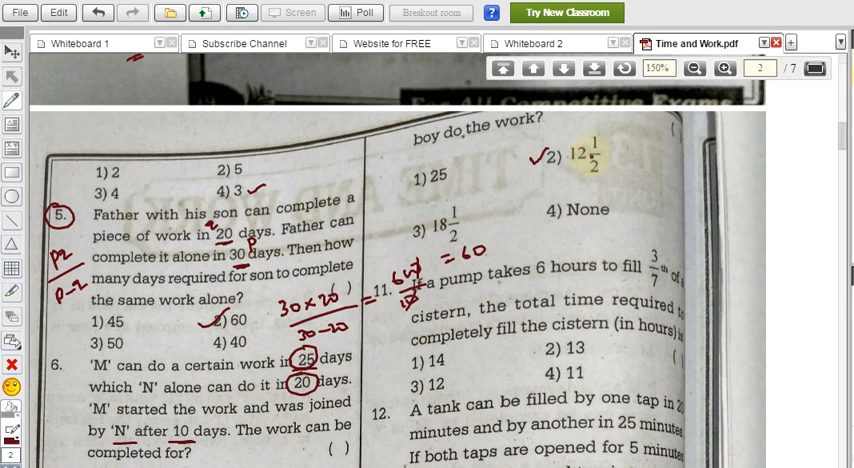 File
Edit
Screen
Poll
Breakout room
?
Try New Classroom
Whiteboard 1
Subscribe Channel
Website for FREE
Whiteboard 2
Time and Work.pdf
150%
2
/ 7
For All Competitive Exams
1) 2
2) 5
3) 4
4) 3
5. Father with his son can complete a
piece of work in 20 days. Father can
complete it alone in 30 days. Then how
many days required for son to complete
the same work alone? ( )
1) 45
2) 60
3) 50
4) 40
6. 'M' can do a certain work in 25 days
which 'N' alone can do it in 20 days.
'M' started the work and was joined
by 'N' after 10 days. The work can be
completed for? ( )
P2
P-2
30 × 20
30-20
= 60
boy do the work?
1) 25
2) 12 1/2
3) 18 1/2
4) None
11. If a pump takes 6 hours to fill 3/7 th of a
cistern, the total time required to
completely fill the cistern (in hours) is
1) 14
2) 13
( )
3) 12
4) 11
12. A tank can be filled by one tap in 20
minutes and by another in 25 minutes
If both taps are opened for 5 minutes
2